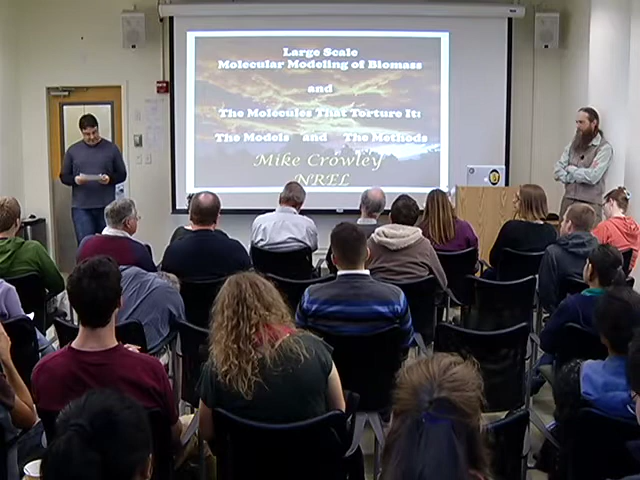 Large Scale
Molecular Modeling of Biomass
and
The Molecules That Torture It:
The Models and The Methods
Mike Crowley
NREL